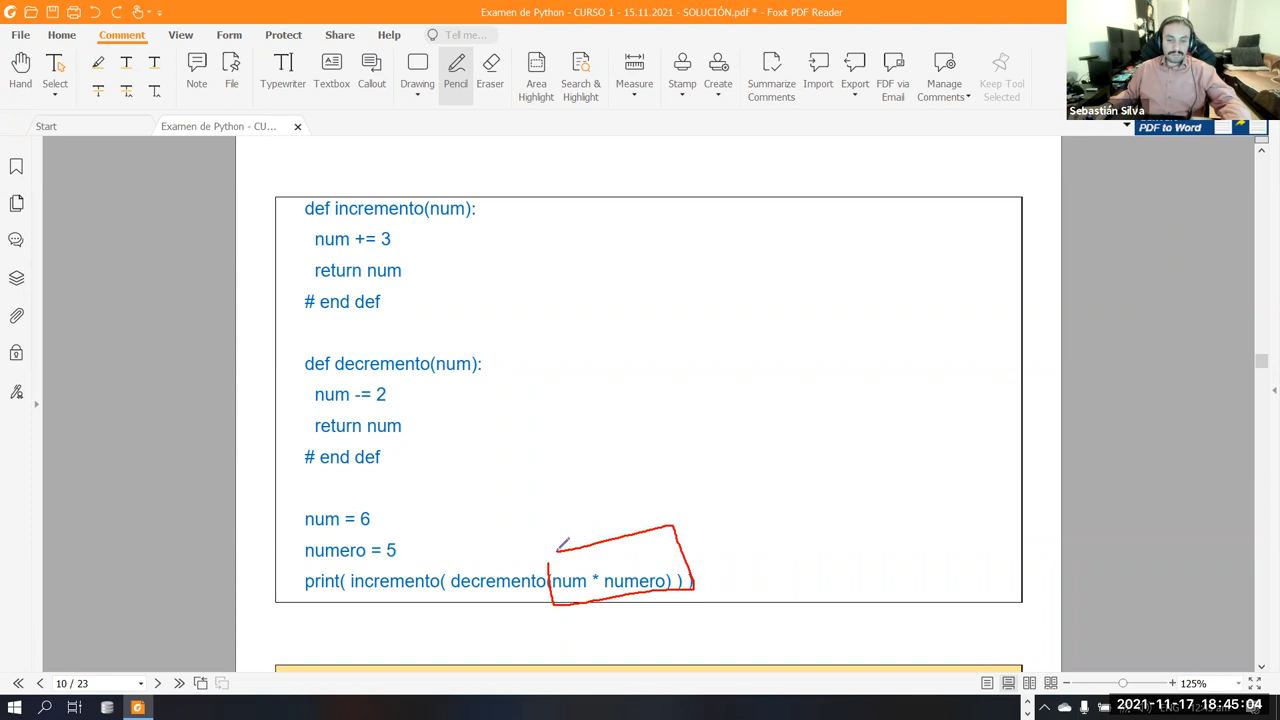 Examen de Python - CURSO 1 - 15.11.2021 - SOLUCIÓN.pdf * - Foxit PDF Reader
File Home Comment View Form Protect Share Help Tell me...
Hand Select Note File Typewriter Textbox Callout Drawing Pencil Eraser Area Highlight Search & Highlight Measure Stamp Create Summarize Comments Import Export FDF via Email Manage Comments Keep Tool Selected
Sebastián Silva
Start Examen de Python - CU...
PDF to Word
def incremento(num):
num += 3
return num
# end def
def decremento(num):
num -= 2
return num
# end def
num = 6
numero = 5
print( incremento( decremento(num * numero) ) )
10 / 23
125%
2021-11-17 18:45:04